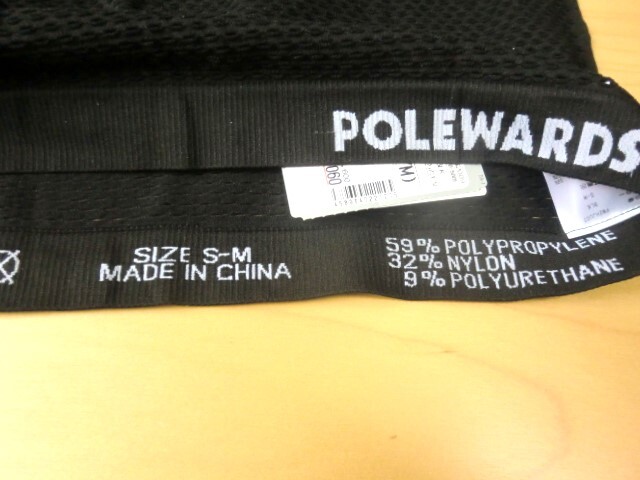 POLEWARDS
SIZE S-M
MADE IN CHINA
59% POLYPROPYLENE
32% NYLON
9% POLYURETHANE